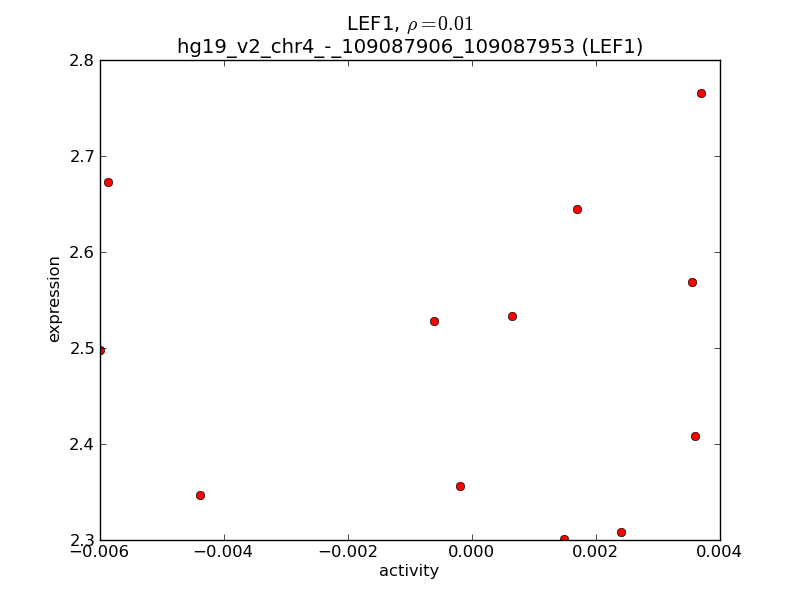 LEF1, ρ=0.01
hg19_v2_chr4_-_109087906_109087953 (LEF1)
2.8
2.7
2.6
2.5
2.4
2.3
expression
−0.006 −0.004 −0.002 0.000 0.002 0.004
activity